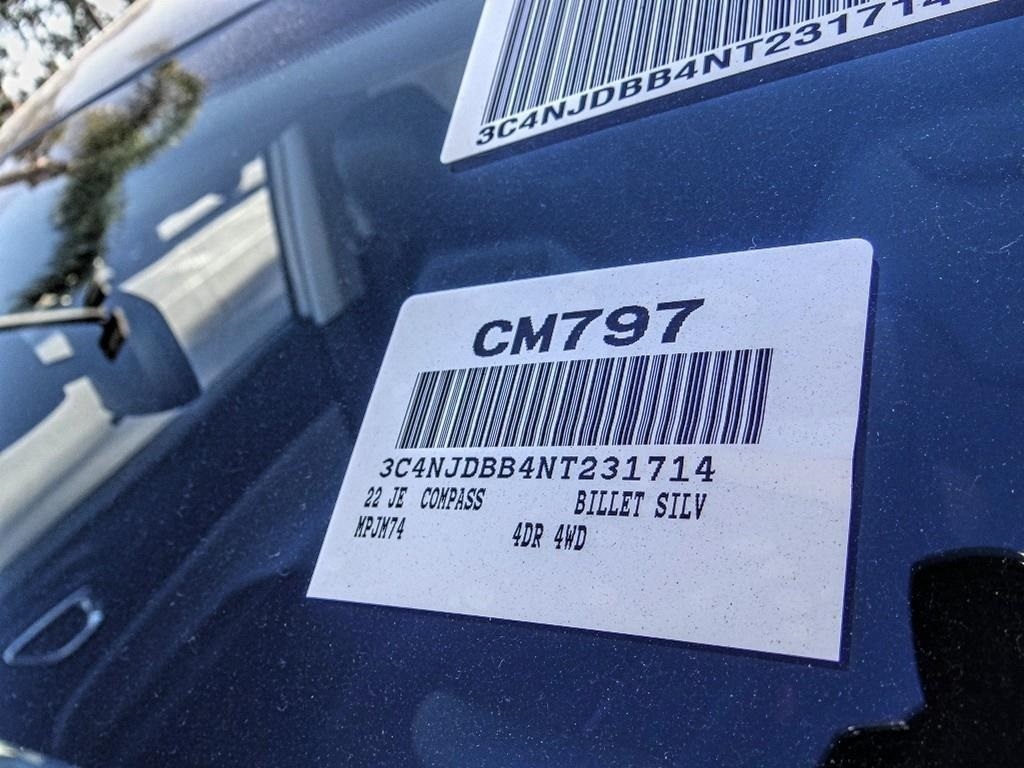 3C4NJDBB4NT231714
CM797
3C4NJDBB4NT231714
22 JE COMPASS BILLET SILV
MPJM74 4DR 4WD